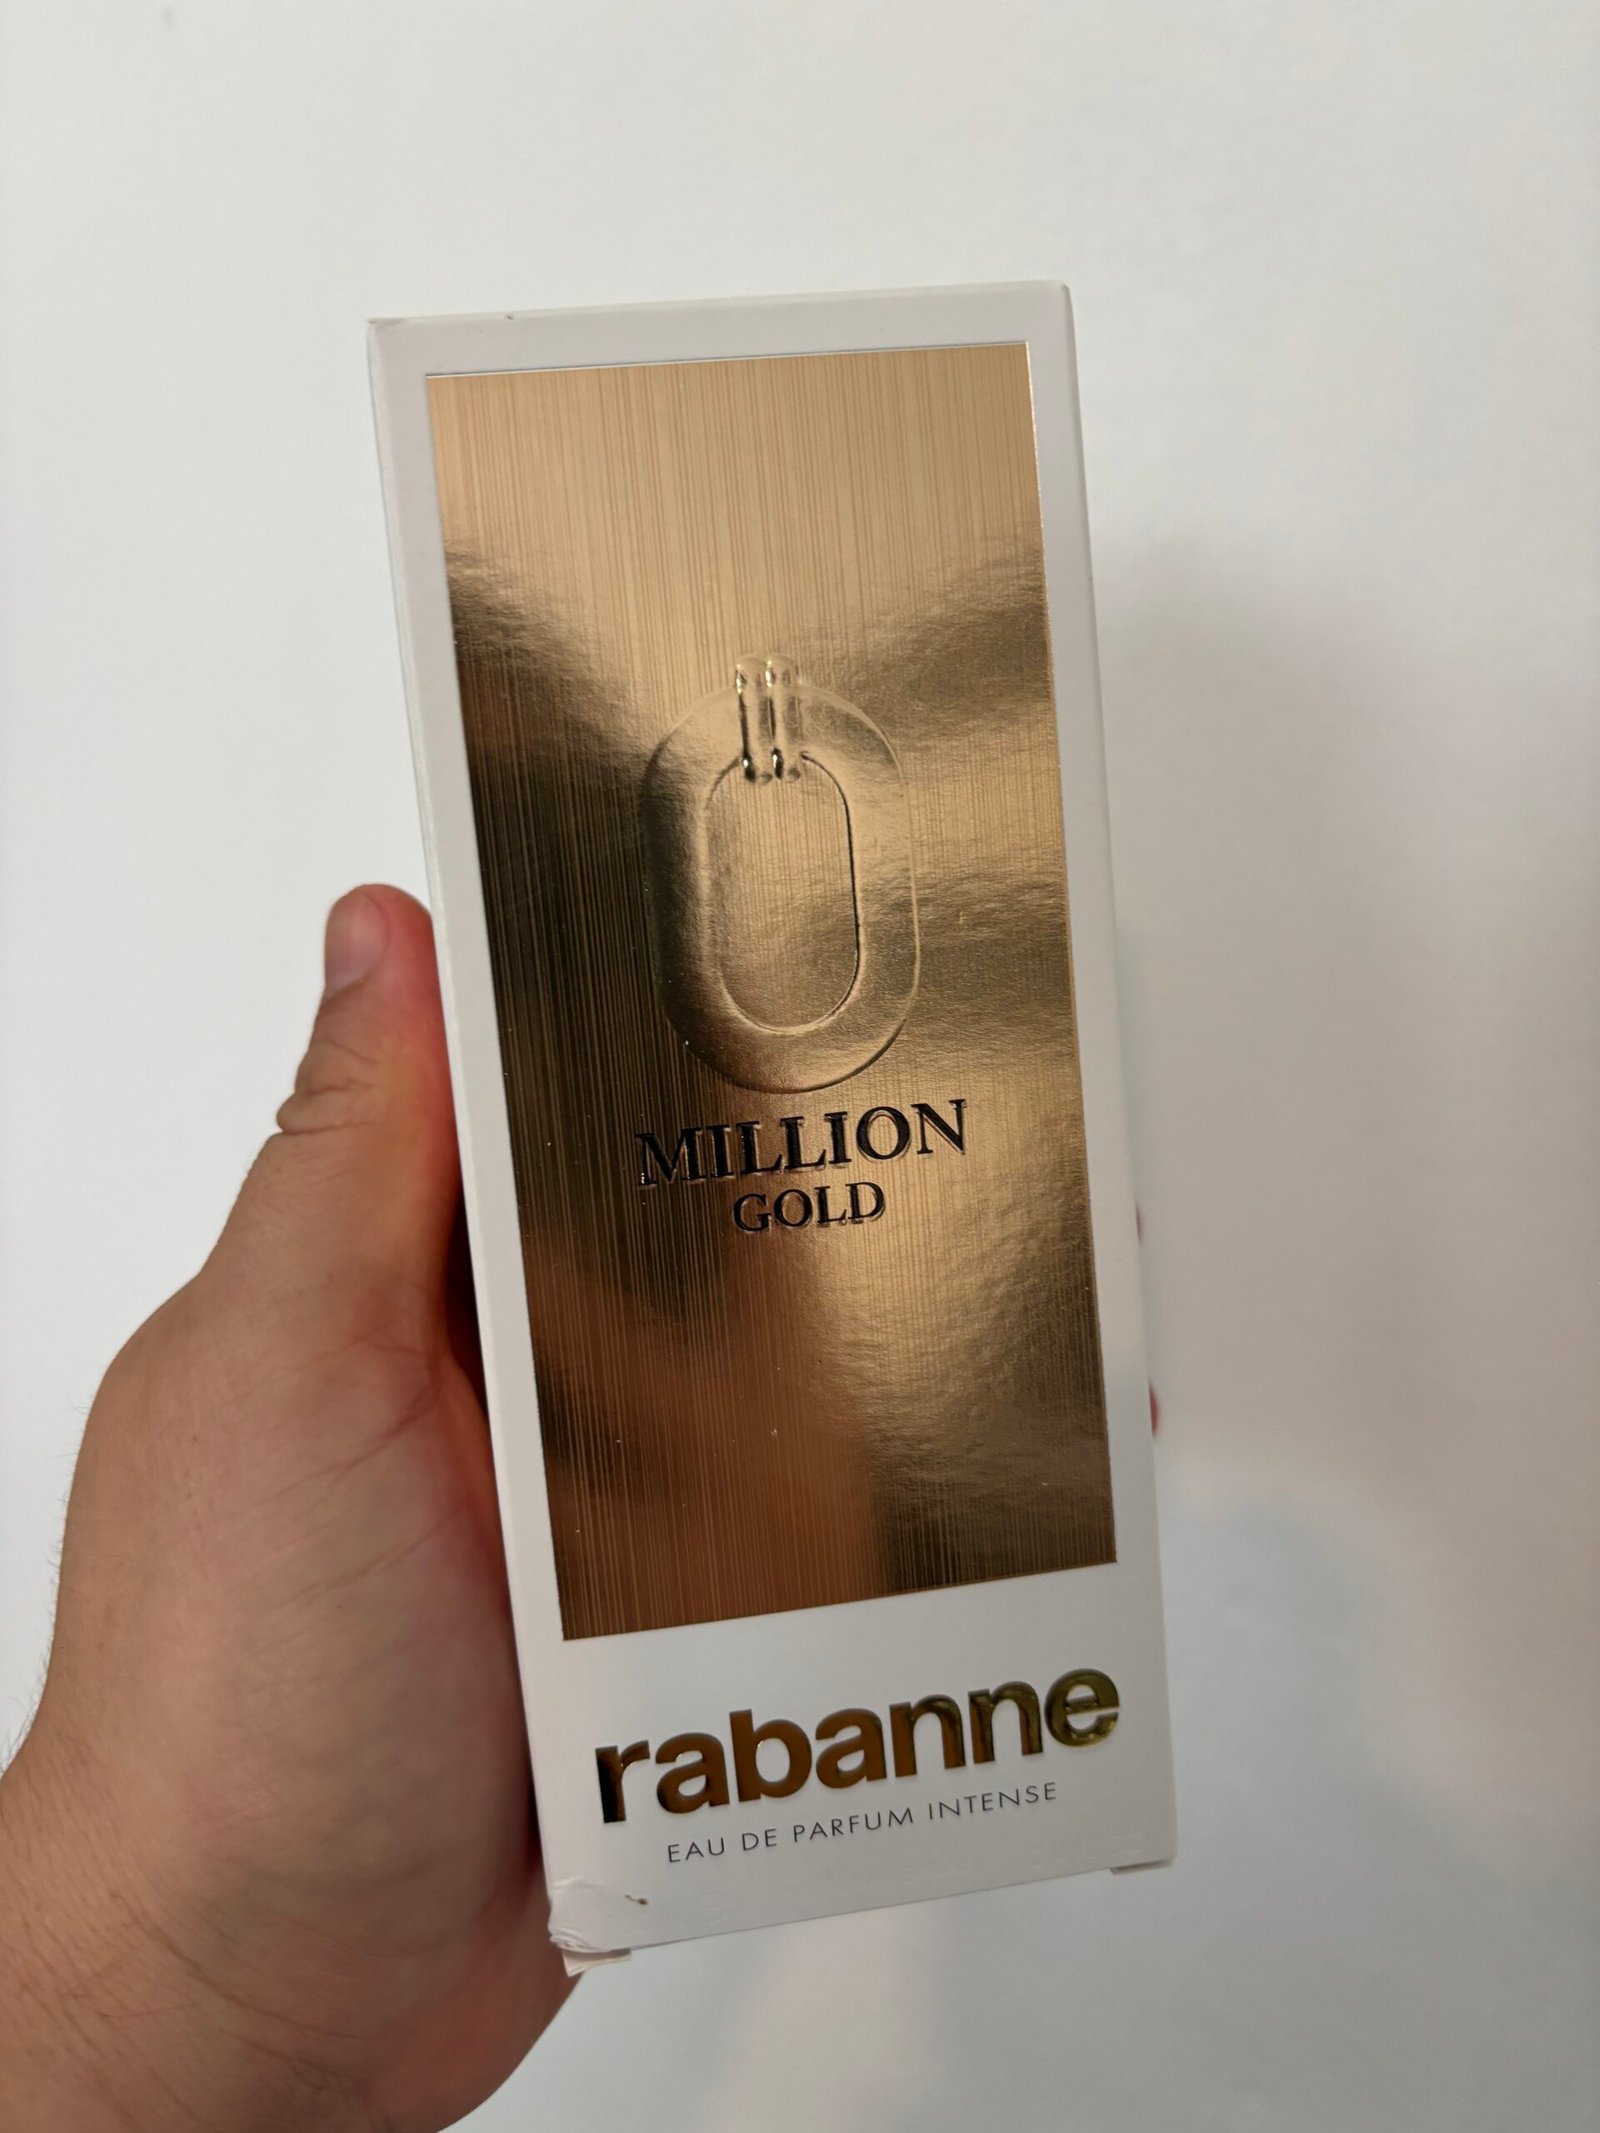 MILLION
GOLD
rabanne
EAU DE PARFUM INTENSE